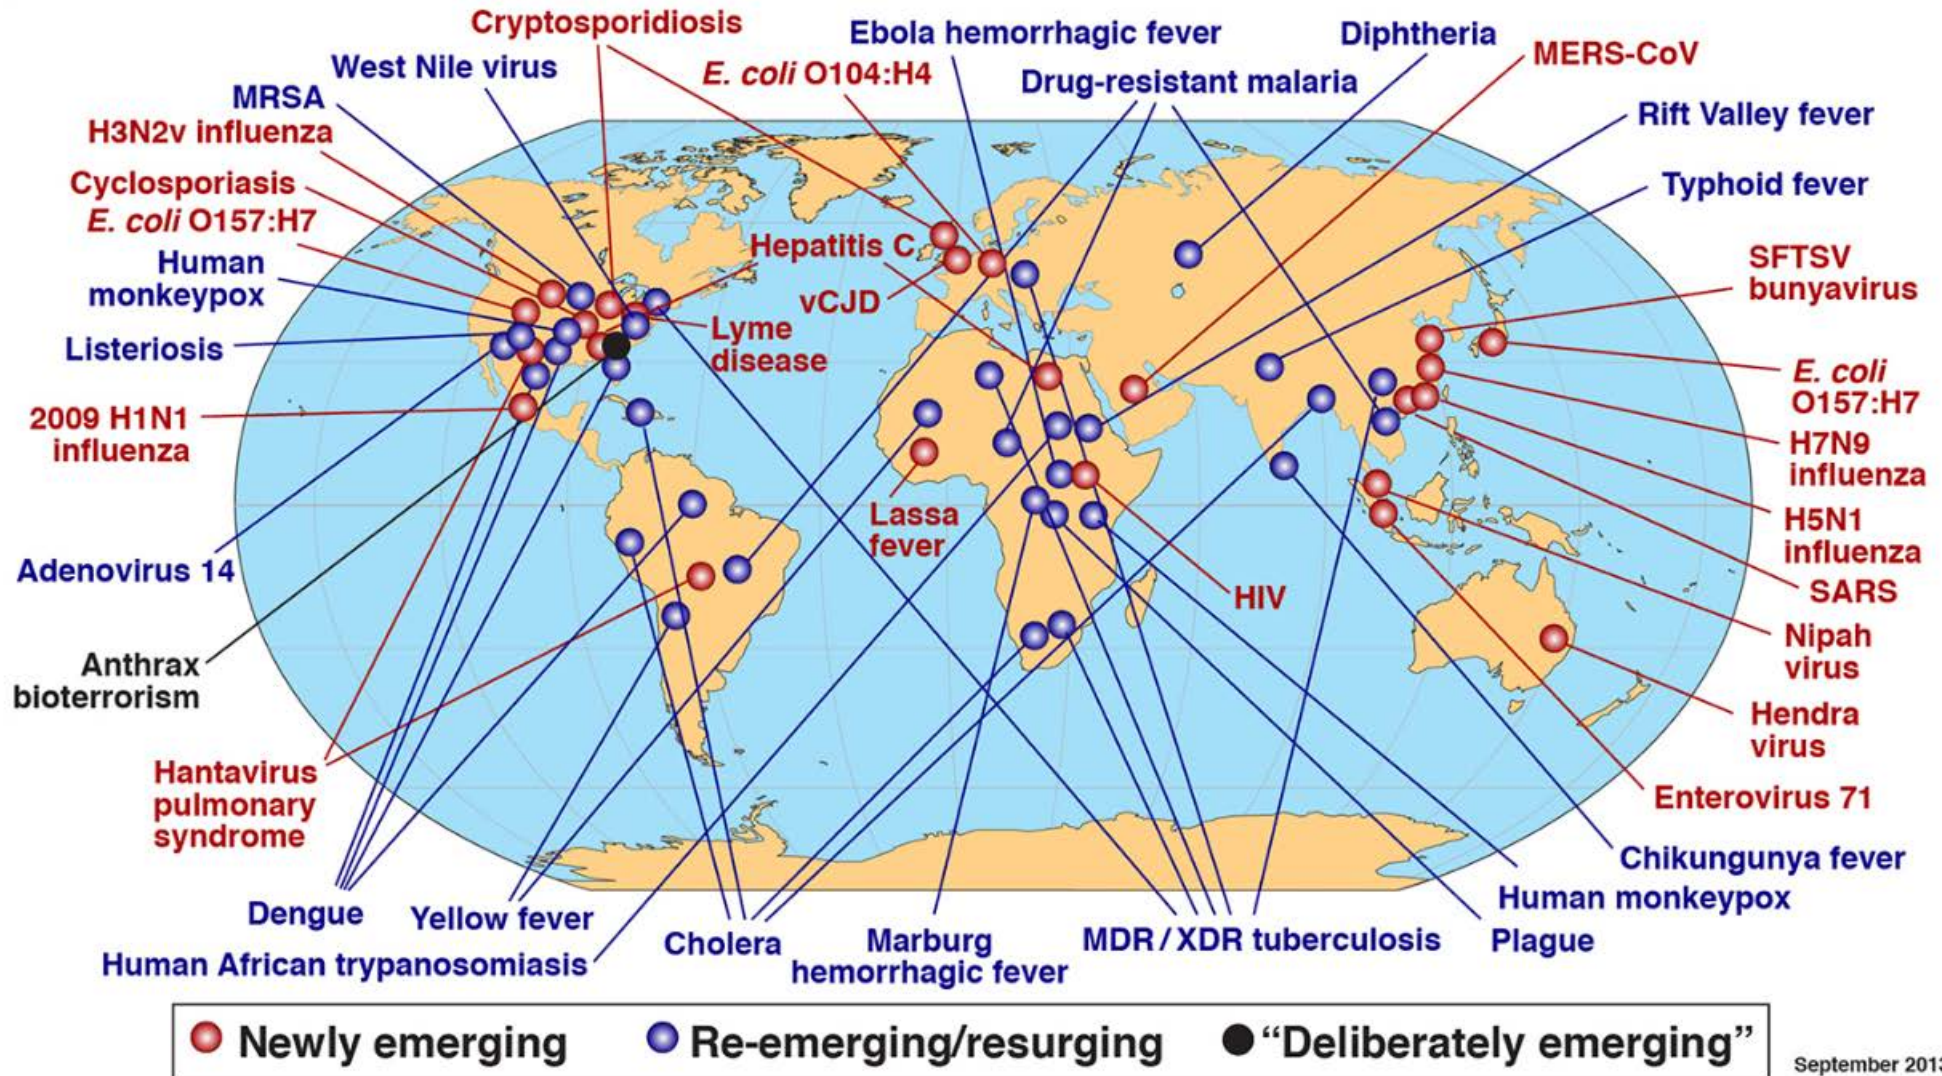 Cryptosporidiosis
Ebola hemorrhagic fever
Diphtheria
MERS-CoV
West Nile virus
E. coli O104:H4
Drug-resistant malaria
MRSA
Rift Valley fever
H3N2v influenza
Typhoid fever
Cyclosporiasis
E. coli O157:H7
Hepatitis C
SFTSV
bunyavirus
Human
monkeypox
vCJD
Lyme
disease
Listeriosis
E. coli
O157:H7
2009 H1N1
influenza
H7N9
influenza
Lassa
fever
H5N1
influenza
Adenovirus 14
HIV
SARS
Nipah
virus
Anthrax
bioterrorism
Hendra
virus
Hantavirus
pulmonary
syndrome
Enterovirus 71
Chikungunya fever
Human monkeypox
Dengue
Yellow fever
Cholera
Marburg
hemorrhagic fever
MDR / XDR tuberculosis
Plague
Human African trypanosomiasis
Newly emerging
Re-emerging/resurging
“Deliberately emerging”
September 2013